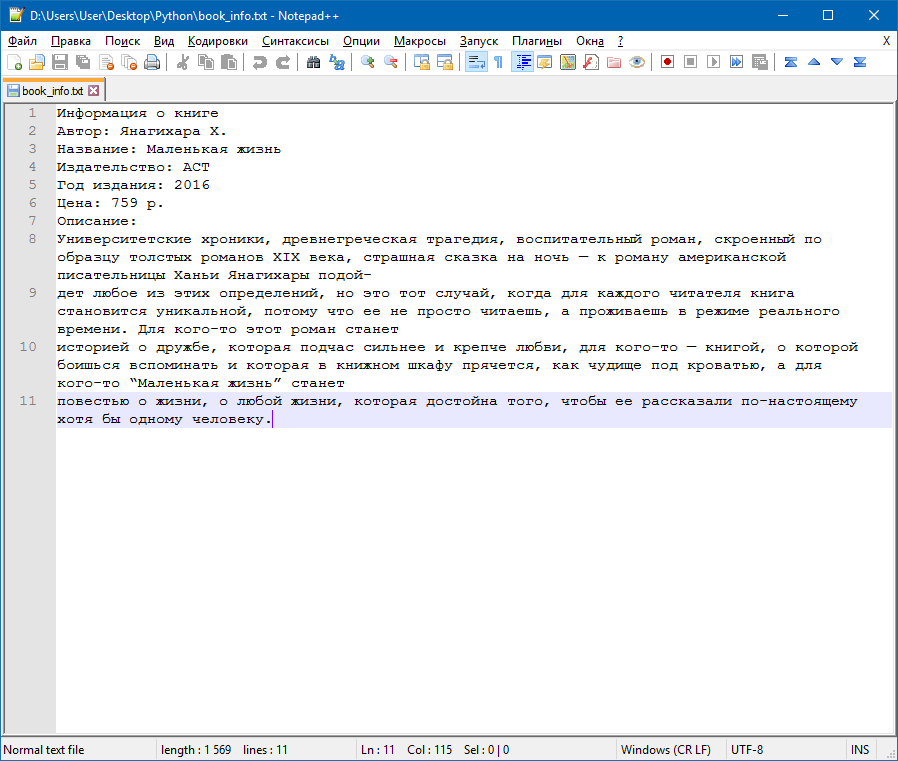 D:\Users\User\Desktop\Python\book_info.txt - Notepad++
Файл Правка Поиск Вид Кодировки Синтаксисы Опции Макросы Запуск Плагины Окна ? X
book_info.txt
1 Информация о книге
2 Автор: Янагихара Х.
3 Название: Маленькая жизнь
4 Издательство: АСТ
5 Год издания: 2016
6 Цена: 759 р.
7 Описание:
8 Университетские хроники, древнегреческая трагедия, воспитательный роман, скроенный по
образцу толстых романов XIX века, страшная сказка на ночь — к роману американской
писательницы Ханьи Янагихары подой-
9 дет любое из этих определений, но это тот случай, когда для каждого читателя книга
становится уникальной, потому что ее не просто читаешь, а проживаешь в режиме реального
времени. Для кого-то этот роман станет
10 историей о дружбе, которая подчас сильнее и крепче любви, для кого-то — книгой, о которой
боишься вспоминать и которая в книжном шкафу прячется, как чудище под кроватью, а для
кого-то “Маленькая жизнь” станет
11 повестью о жизни, о любой жизни, которая достойна того, чтобы ее рассказали по-настоящему
хотя бы одному человеку.
Normal text file length : 1 569 lines : 11 Ln : 11 Col : 115 Sel : 0 | 0 Windows (CR LF) UTF-8 INS